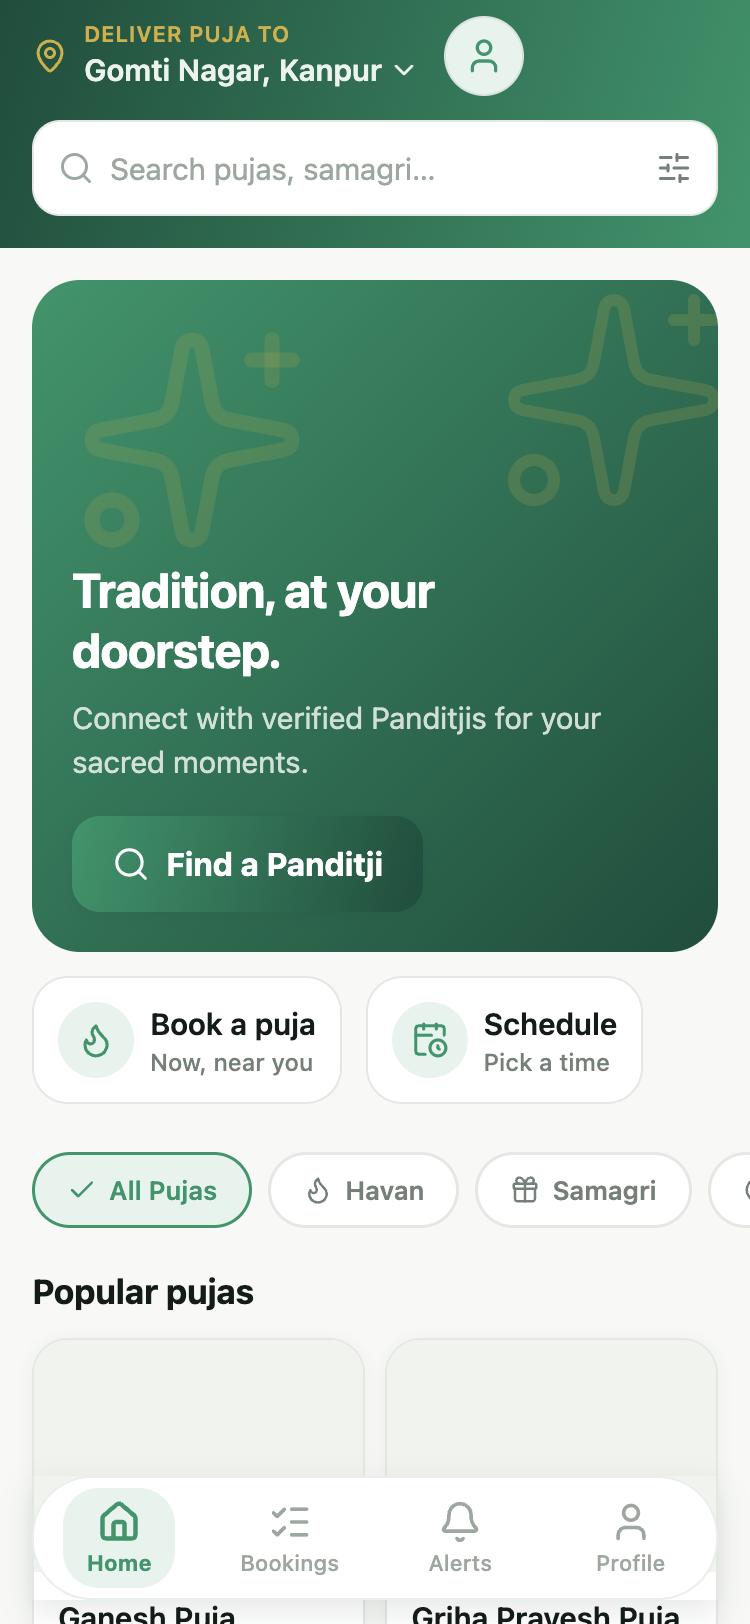 DELIVER PUJA TO
Gomti Nagar, Kanpur
Search pujas, samagri...
Tradition, at your
doorstep.
Connect with verified Panditjis for your
sacred moments.
Find a Panditji
Book a puja
Now, near you
Schedule
Pick a time
All Pujas
Havan
Samagri
Popular pujas
Home
Bookings
Alerts
Profile
Ganesh Puja
Griha Pravesh Puja